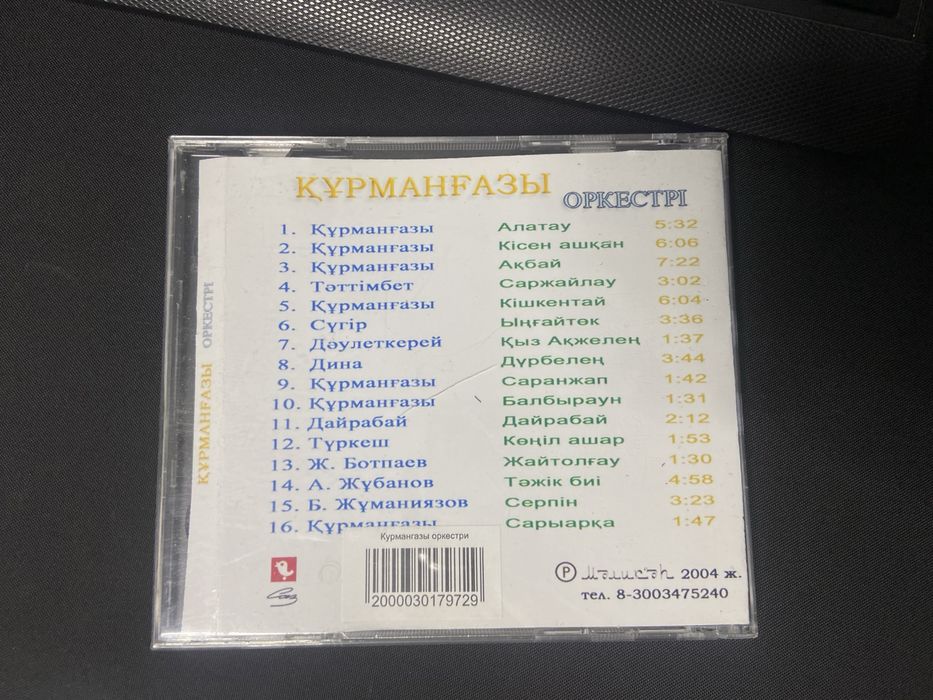 ҚҰРМАНҒАЗЫ ОРКЕСТРІ
1. Құрманғазы Алатау 5:32
2. Құрманғазы Кісен ашқан 6:06
3. Құрманғазы Ақбай 7:22
4. Тәттімбет Саржайлау 3:02
5. Құрманғазы Кішкентай 6:04
6. Сүгір Ыңғайтөк 3:36
7. Дәулеткерей Қыз Ақжелең 1:37
8. Дина Дүрбелең 3:44
9. Құрманғазы Саранжап 1:42
10. Құрманғазы Балбыраун 1:31
11. Дайрабай Дайрабай 2:12
12. Түркеш Көңіл ашар 1:53
13. Ж. Ботпаев Жайтолғау 1:30
14. А. Жұбанов Тәжік биі 4:58
15. Б. Жұманиязов Серпін 3:23
16. Құрманғазы Сарыарқа 1:47
Курмангазы оркестри
2000030179729
Ⓟ Мәлисәһ 2004 ж.
тел. 8-3003475240
ҚҰРМАНҒАЗЫ ОРКЕСТРІ